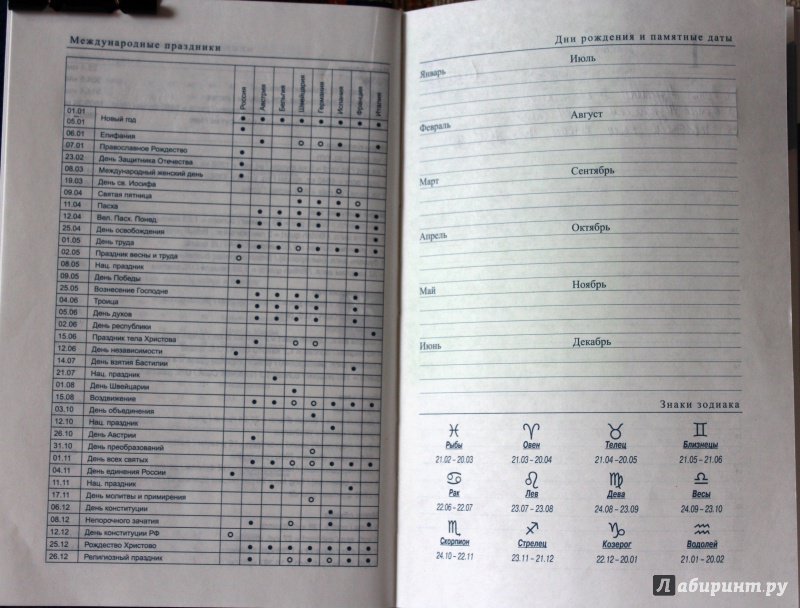 Международные праздники
Россия
Австрия
Бельгия
Швейцария
Германия
Испания
Франция
Италия
01.01
05.01 Новый год
06.01 Епифания
07.01 Православное Рождество
23.02 День Защитника Отечества
08.03 Международный женский день
19.03 День св. Иосифа
09.04 Святая пятница
11.04 Пасха
12.04 Вел. Пасх. Понед.
25.04 День освобождения
01.05 День труда
02.05 Праздник весны и труда
08.05 Нац. праздник
09.05 День Победы
25.05 Вознесение Господне
04.06 Троица
05.06 День духов
02.06 День республики
15.06 Праздник тела Христова
12.06 День независимости
14.07 День взятия Бастилии
21.07 Нац. праздник
01.08 День Швейцарии
15.08 Воздвижение
03.10 День объединения
12.10 Нац. праздник
26.10 День Австрии
31.10 День преобразований
01.11 День всех святых
04.11 День единения России
11.11 Нац. праздник
17.11 День молитвы и примирения
06.12 День конституции
08.12 Непорочного зачатия
12.12 День конституции РФ
25.12 Рождество Христово
26.12 Религиозный праздник
Дни рождения и памятные даты
Январь Июль
Февраль Август
Март Сентябрь
Апрель Октябрь
Май Ноябрь
Июнь Декабрь
Знаки зодиака
Рыбы Овен Телец Близнецы
21.02 – 20.03 21.03 – 20.04 21.04 – 20.05 21.05 – 21.06
Рак Лев Дева Весы
22.06 – 22.07 23.07 – 23.08 24.08 – 23.09 24.09 – 23.10
Скорпион Стрелец Козерог Водолей
24.10 – 22.11 23.11 – 21.12 22.12 – 20.01 21.01 – 20.02
Лабиринт.ру